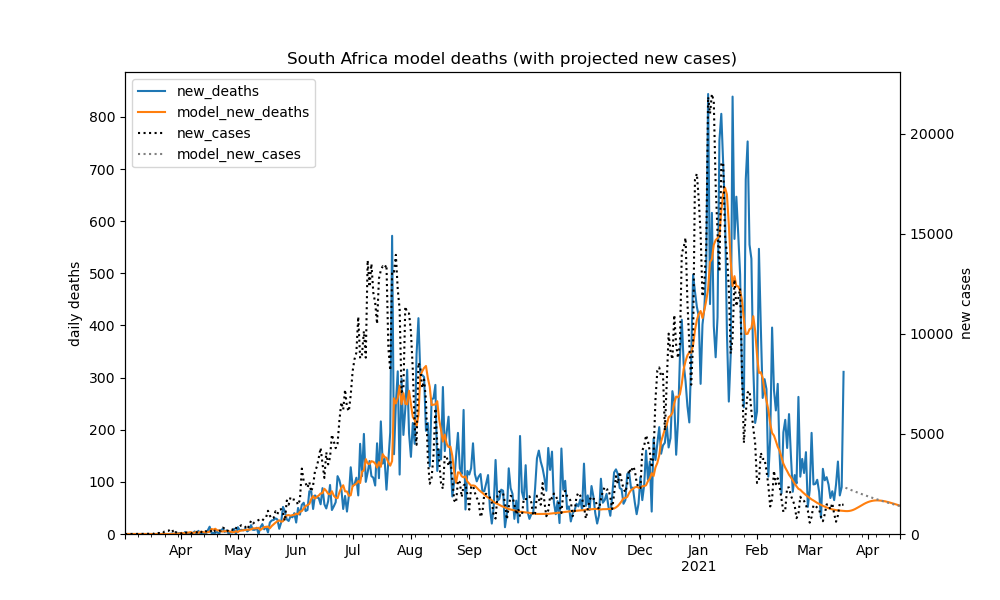 South Africa model deaths (with projected new cases)
new_deaths
model_new_deaths
new_cases
model_new_cases
daily deaths
0
100
200
300
400
500
600
700
800
new cases
0
5000
10000
15000
20000
Apr May Jun Jul Aug Sep Oct Nov Dec Jan Feb Mar Apr
2021